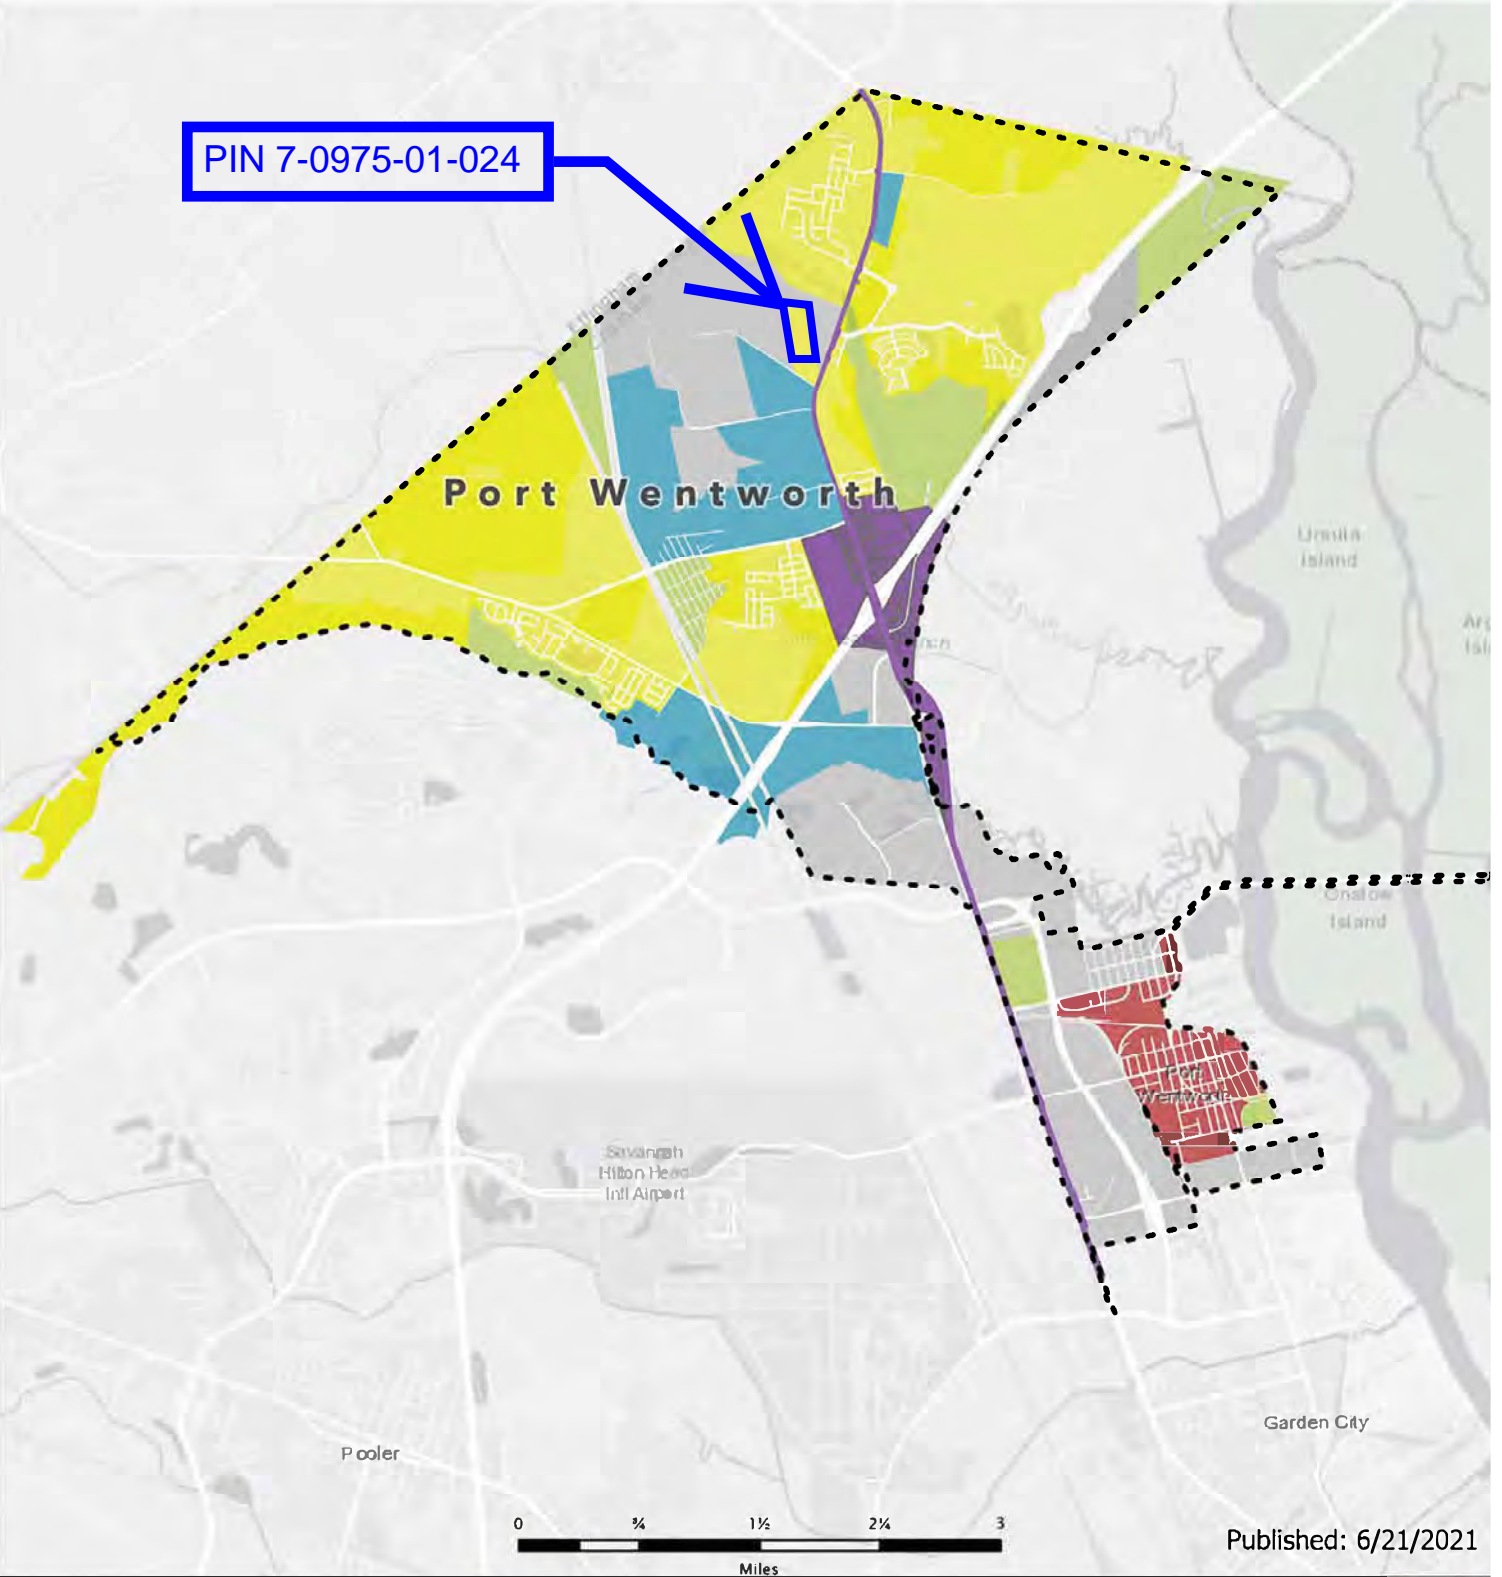 PIN 7-0975-01-024
Port Wentworth
Ursula
Island
Onslow
Island
Port
Wentworth
Savannah
Hilton Head
Intl Airport
Garden City
Pooler
0 ¾ 1½ 2¼ 3
Miles
Published: 6/21/2021